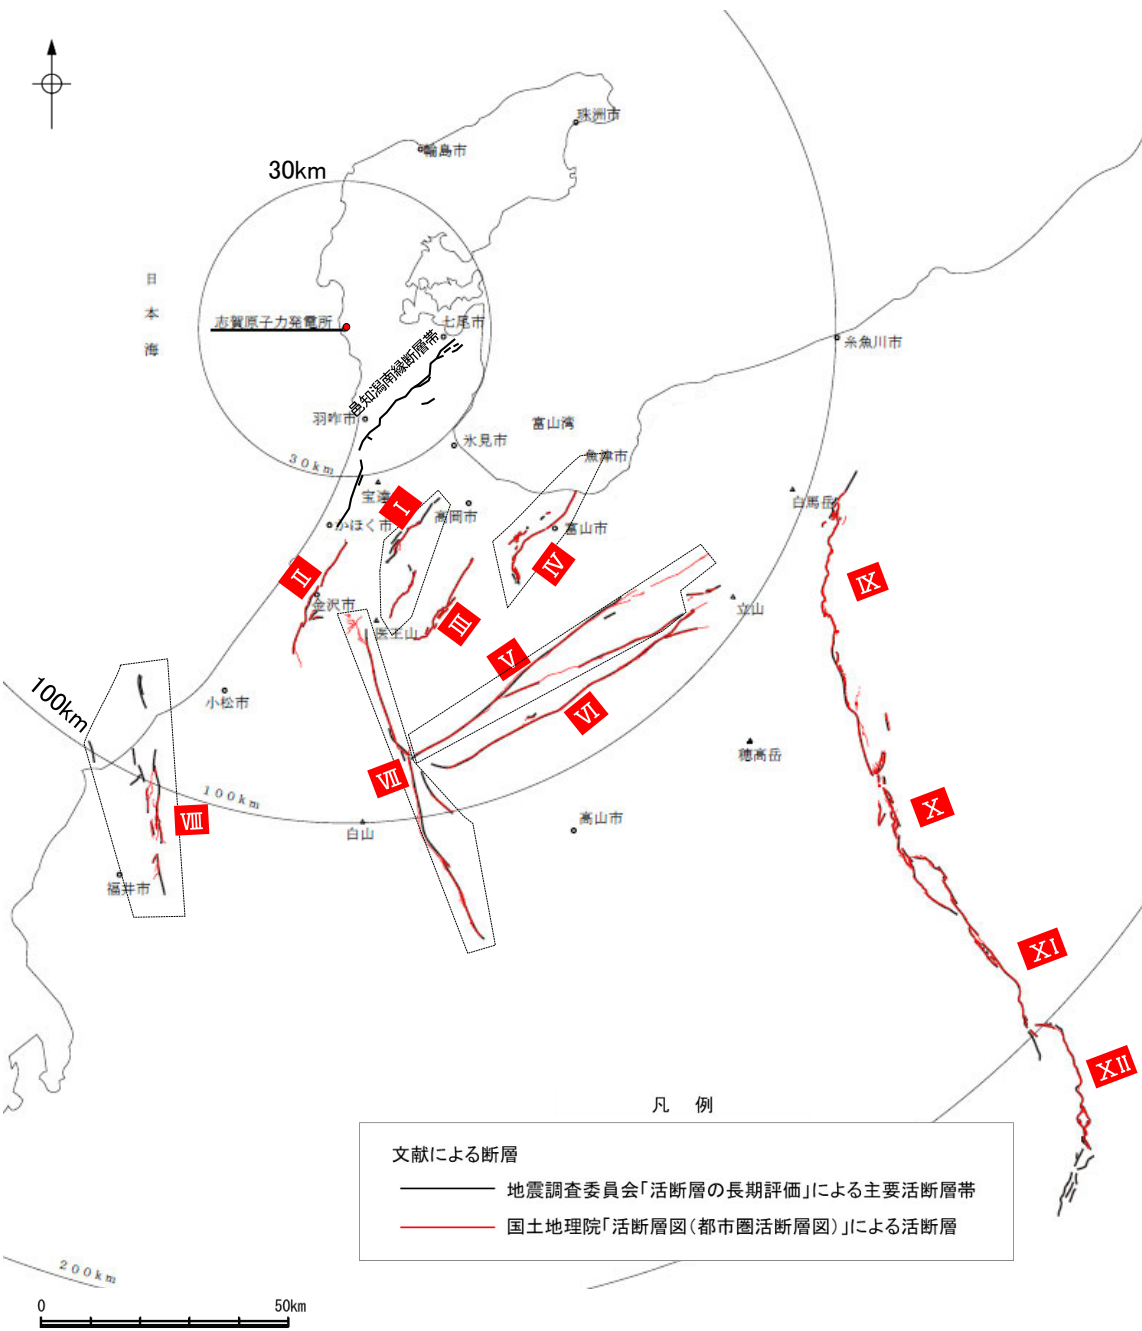 珠洲市
輪島市
30km
日本海
志賀原子力発電所
七尾市
糸魚川市
邑知潟南縁断層帯
羽咋市
富山湾
氷見市
魚津市
30km
白馬岳
宝達
Ⅰ
高岡市
かほく市
富山市
Ⅳ
Ⅱ
Ⅸ
金沢市
立山
Ⅲ
医王山
Ⅴ
100km
小松市
Ⅵ
穂高岳
Ⅶ
100km
Ⅹ
Ⅷ
白山
高山市
福井市
ⅩⅠ
ⅩⅡ
凡 例
文献による断層
地震調査委員会「活断層の長期評価」による主要活断層帯
国土地理院「活断層図(都市圏活断層図)」による活断層
200km
0 50km